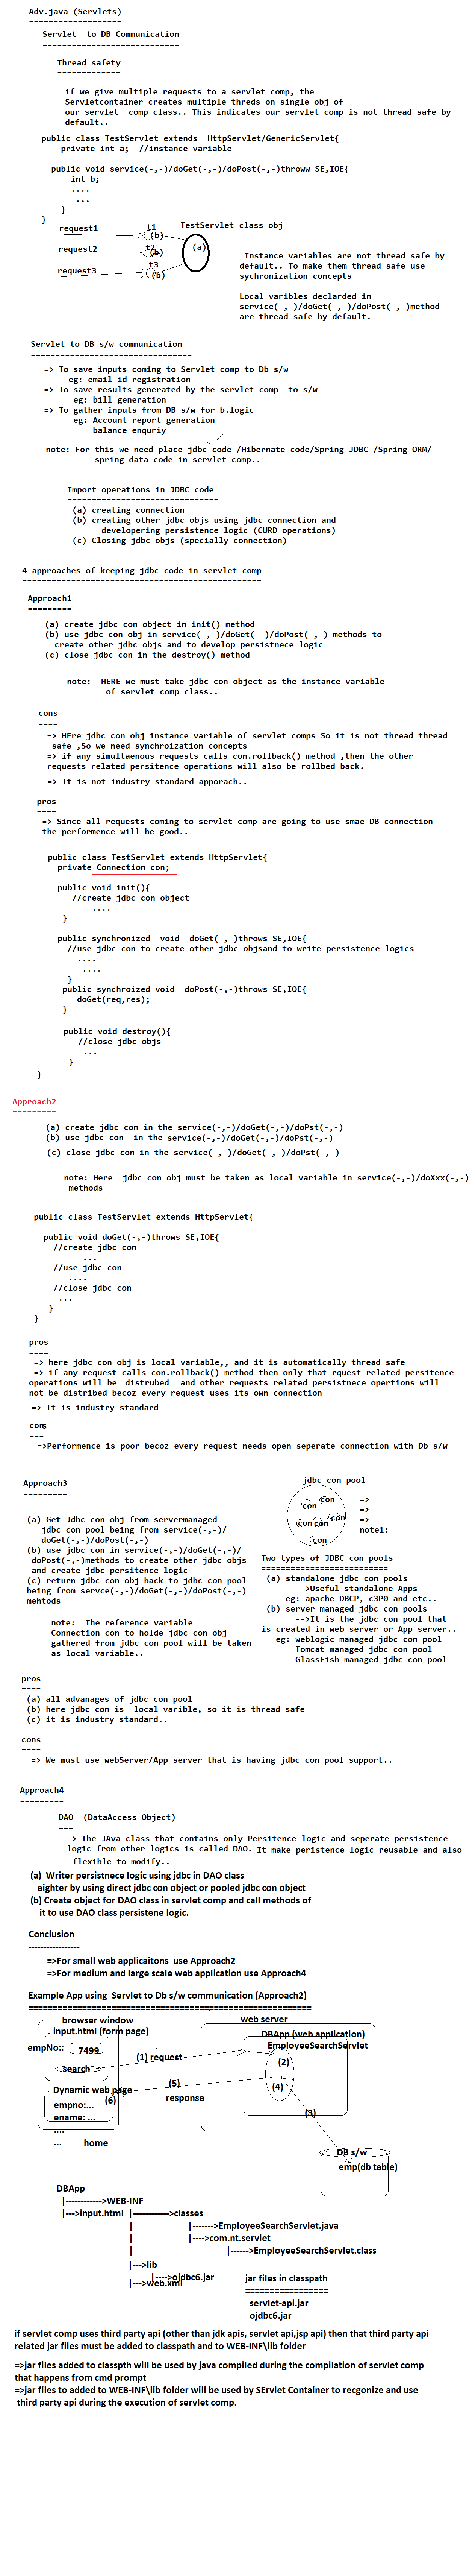 Adv.java (Servlets)
===================
Servlet  to DB Communication
============================
Thread safety
=============
if we give multiple requests to a servlet comp, the
Servletcontainer creates multiple threds on single obj of
our servlet  comp class.. This indicates our servlet comp is not thread safe by
default..
public class TestServlet extends  HttpServlet/GenericServlet{
private int a;  //instance variable
public void service(-,-)/doGet(-,-)/doPost(-,-)throww SE,IOE{
int b;
....
...
}
}
request1
t1
(b)
TestServlet class obj
request2
t2
(b)
(a)
request3
t3
(b)
Instance variables are not thread safe by
default.. To make them thread safe use
sychronization concepts
Local varibles declarded in
service(-,-)/doGet(-,-)/doPost(-,-)method
are thread safe by default.
Servlet to DB s/w communication
=================================
=> To save inputs coming to Servlet comp to Db s/w
eg: email id registration
=> To save results generated by the servlet comp  to s/w
eg: bill generation
=> To gather inputs from DB s/w for b.logic
eg: Account report generation
balance enquriy
note: For this we need place jdbc code /Hibernate code/Spring JDBC /Spring ORM/
spring data code in servlet comp..
Import operations in JDBC code
===============================
(a) creating connection
(b) creating other jdbc objs using jdbc connection and
developering persistence logic (CURD operations)
(c) Closing jdbc objs (specially connection)
4 approaches of keeping jdbc code in servlet comp
=================================================
Approach1
=========
(a) create jdbc con object in init() method
(b) use jdbc con obj in service(-,-)/doGet(--)/doPost(-,-) methods to
create other jdbc objs and to develop persistnece logic
(c) close jdbc con in the destroy() method
note:  HERE we must take jdbc con object as the instance variable
of servlet comp class..
cons
====
=> HEre jdbc con obj instance variable of servlet comps So it is not thread thread
safe ,So we need synchroization concepts
=> if any simultaenous requests calls con.rollback() method ,then the other
requests related persitence operations will also be rollbed back.
=> It is not industry standard apporach..
pros
====
=> Since all requests coming to servlet comp are going to use smae DB connection
the performence will be good..
public class TestServlet extends HttpServlet{
private Connection con;
public void init(){
//create jdbc con object
....
}
public synchronized  void  doGet(-,-)throws SE,IOE{
//use jdbc con to create other jdbc objsand to write persistence logics
....
....
}
public synchroized void  doPost(-,-)throws SE,IOE{
doGet(req,res);
}
public void destroy(){
//close jdbc objs
...
}
}
Approach2
=========
(a) create jdbc con in the service(-,-)/doGet(-,-)/doPst(-,-)
(b) use jdbc con  in the service(-,-)/doGet(-,-)/doPst(-,-)
(c) close jdbc con in the service(-,-)/doGet(-,-)/doPst(-,-)
note: Here  jdbc con obj must be taken as local variable in service(-,-)/doXxx(-,-)
methods
public class TestServlet extends HttpServlet{
public void doGet(-,-)throws SE,IOE{
//create jdbc con
...
//use jdbc con
....
//close jdbc con
...
}
}
pros
====
=> here jdbc con obj is local variable,, and it is automatically thread safe
=> if any request calls con.rollback() method then only that rquest related persitence
operations will be  distrubed   and other requests related persistnece opertions will
not be distribed becoz every request uses its own connection
=> It is industry standard
cons
===
=>Performence is poor becoz every request needs open seperate connection with Db s/w
Approach3
=========
(a) Get Jdbc con obj from servermanaged
jdbc con pool being from service(-,-)/
doGet(-,-)/doPost(-,-)
(b) use jdbc con in service(-,-)/doGet(-,-)/
doPost(-,-)methods to create other jdbc objs
and create jdbc persitence logic
(c) return jdbc con obj back to jdbc con pool
being from servce(-,-)/doGet(-,-)/doPost(-,-)
mehtods
note:  The reference variable
Connection con to holde jdbc con obj
gathered from jdbc con pool will be taken
as local variable..
jdbc con pool
con
con
con
con
con
con
=>
=>
=>
note1:
Two types of JDBC con pools
==========================
(a) standalone jdbc con pools
-->Useful standalone Apps
eg: apache DBCP, c3P0 and etc..
(b) server managed jdbc con pools
-->It is the jdbc con pool that
is created in web server or App server..
eg: weblogic managed jdbc con pool
Tomcat managed jdbc con pool
GlassFish managed jdbc con pool
pros
====
(a) all advanages of jdbc con pool
(b) here jdbc con is  local varible, so it is thread safe
(c) it is industry standard..
cons
====
=> We must use webServer/App server that is having jdbc con pool support..
Approach4
=========
DAO  (DataAccess Object)
===
-> The JAva class that contains only Persitence logic and seperate persistence
logic from other logics is called DAO. It make peristence logic reusable and also
flexible to modify..
(a)  Writer persistnece logic using jdbc in DAO class
eighter by using direct jdbc con object or pooled jdbc con object
(b) Create object for DAO class in servlet comp and call methods of
it to use DAO class persistene logic.
Conclusion
-----------------
=>For small web applicaitons  use Approach2
=>For medium and large scale web application use Approach4
Example App using  Servlet to Db s/w communication (Approach2)
===========================================================
browser window
input.html (form page)
empNo::
7499
search
web server
DBApp (web application)
EmployeeSearchServlet
(1) request
(2)
(4)
(5)
response
(3)
Dynamic web page
(6)
empno:...
ename: ...
....
...
home
DB s/w
emp(db table)
DBApp
|------------>WEB-INF
|--->input.html |------------>classes
| |------->EmployeeSearchServlet.java
| |---->com.nt.servlet
| |------>EmployeeSearchServlet.class
|--->lib
|---->ojdbc6.jar
|--->web.xml
jar files in classpath
=================
servlet-api.jar
ojdbc6.jar
if servlet comp uses third party api (other than jdk apis, servlet api,jsp api) then that third party api
related jar files must be added to classpath and to WEB-INF\lib folder
=>jar files added to classpth will be used by java compiled during the compilation of servlet comp
that happens from cmd prompt
=>jar files to added to WEB-INF\lib folder will be used by SErvlet Container to recgonize and use
third party api during the execution of servlet comp.